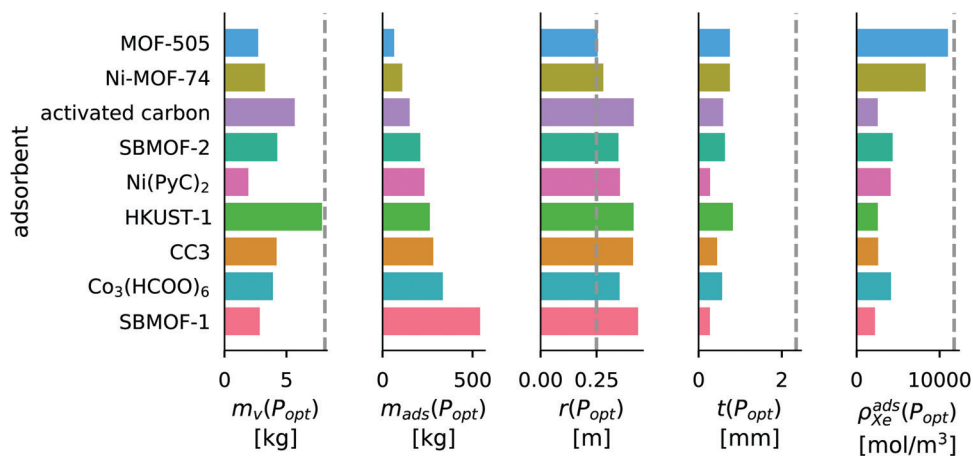 adsorbent
MOF-505
Ni-MOF-74
activated carbon
SBMOF-2
Ni(PyC)₂
HKUST-1
CC3
Co₃(HCOO)₆
SBMOF-1
0 5
0 500
0.00 0.25
0 2
0 10000
m_v(P_opt)
[kg]
m_ads(P_opt)
[kg]
r(P_opt)
[m]
t(P_opt)
[mm]
ρ_Xe^ads(P_opt)
[mol/m³]